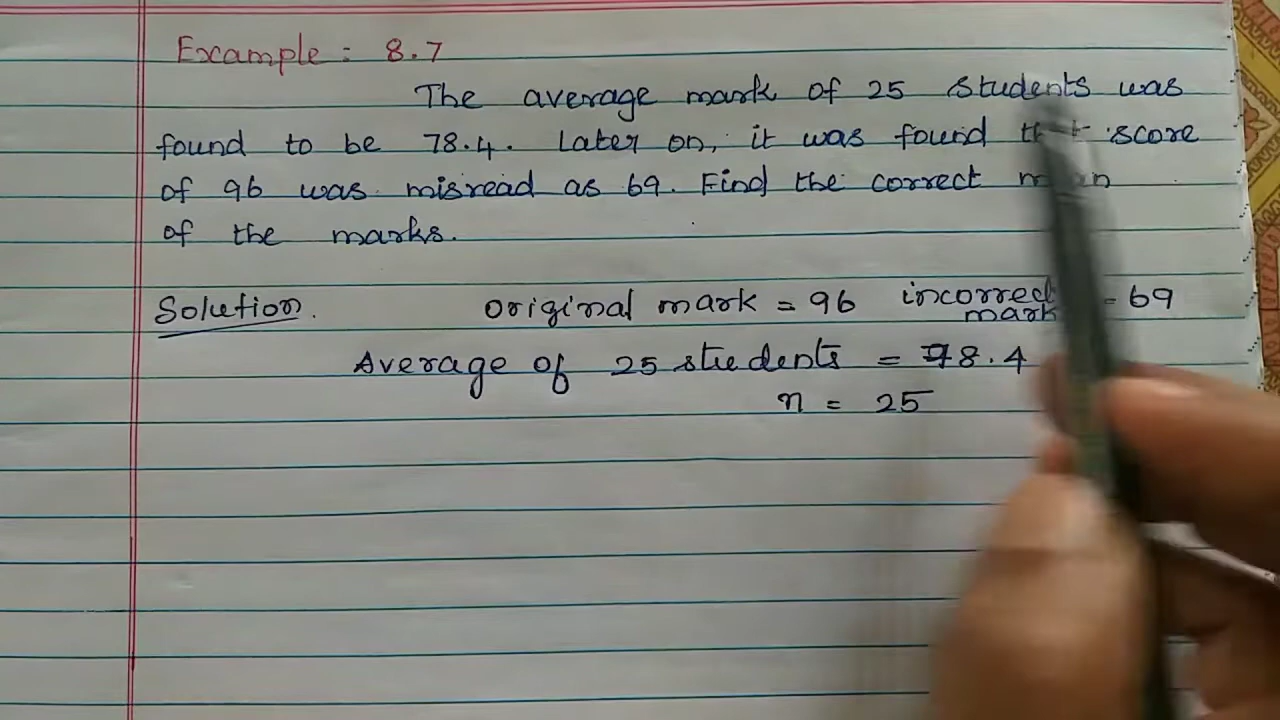 Example: 8.7
The average mark of 25 students was
found to be 78.4. Later on, it was found that score
of 96 was misread as 69. Find the correct mean
of the marks.
Solution. original mark = 96 incorrect = 69
mark
Average of 25 students = 78.4
n = 25